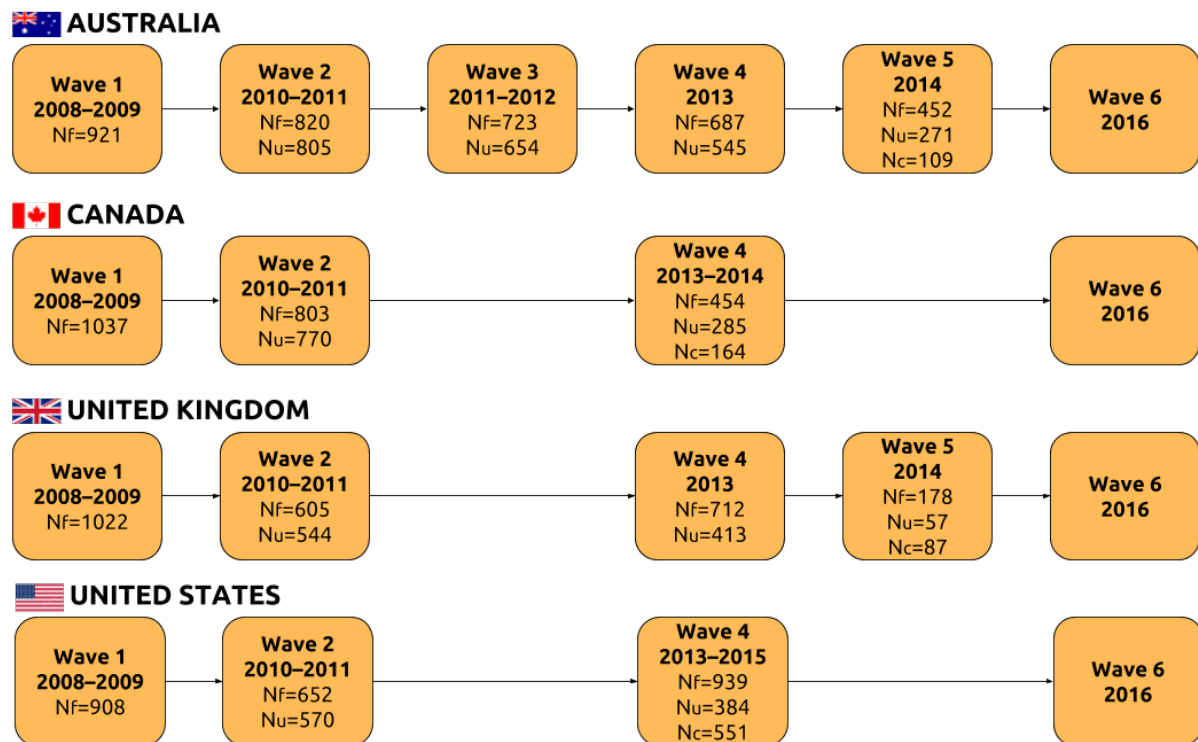 AUSTRALIA
Wave 1
2008–2009
Nf=921
Wave 2
2010–2011
Nf=820
Nu=805
Wave 3
2011–2012
Nf=723
Nu=654
Wave 4
2013
Nf=687
Nu=545
Wave 5
2014
Nf=452
Nu=271
Nc=109
Wave 6
2016
CANADA
Wave 1
2008–2009
Nf=1037
Wave 2
2010–2011
Nf=803
Nu=770
Wave 4
2013–2014
Nf=454
Nu=285
Nc=164
Wave 6
2016
UNITED KINGDOM
Wave 1
2008–2009
Nf=1022
Wave 2
2010–2011
Nf=605
Nu=544
Wave 4
2013
Nf=712
Nu=413
Wave 5
2014
Nf=178
Nu=57
Nc=87
Wave 6
2016
UNITED STATES
Wave 1
2008–2009
Nf=908
Wave 2
2010–2011
Nf=652
Nu=570
Wave 4
2013–2015
Nf=939
Nu=384
Nc=551
Wave 6
2016